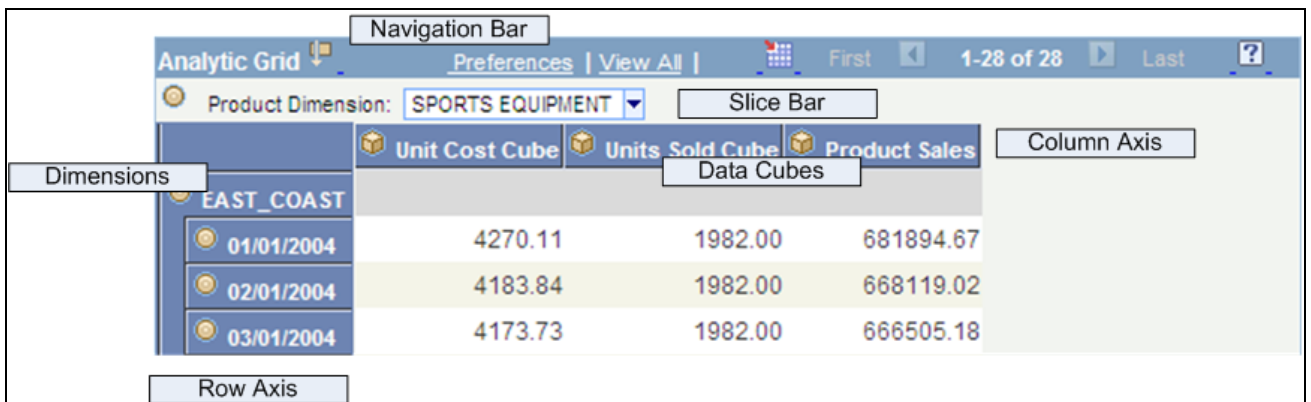 Navigation Bar
Analytic Grid Preferences | View All | First 1-28 of 28 Last ?
Product Dimension: SPORTS EQUIPMENT Slice Bar
Unit Cost Cube Units Sold Cube Product Sales Column Axis
Dimensions Data Cubes
EAST_COAST
01/01/2004 4270.11 1982.00 681894.67
02/01/2004 4183.84 1982.00 668119.02
03/01/2004 4173.73 1982.00 666505.18
Row Axis